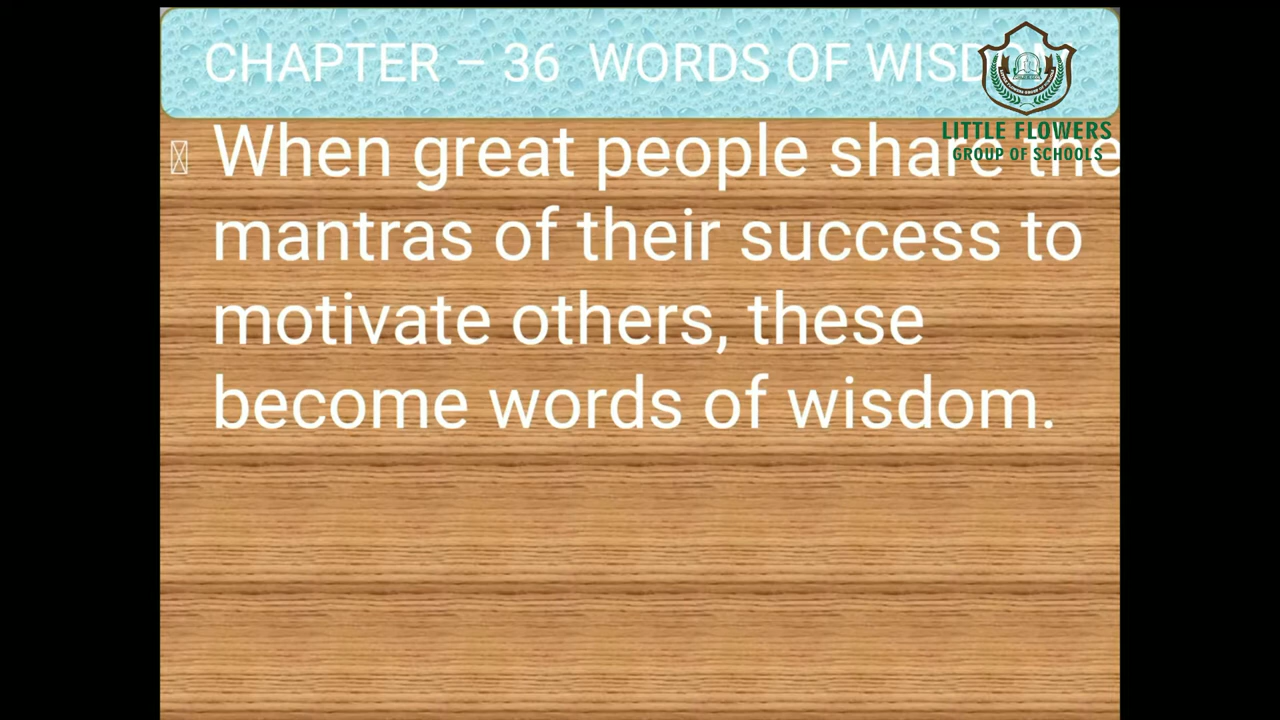 CHAPTER – 36 WORDS OF WISDOM
LITTLE FLOWERS
GROUP OF SCHOOLS
When great people share the
mantras of their success to
motivate others, these
become words of wisdom.